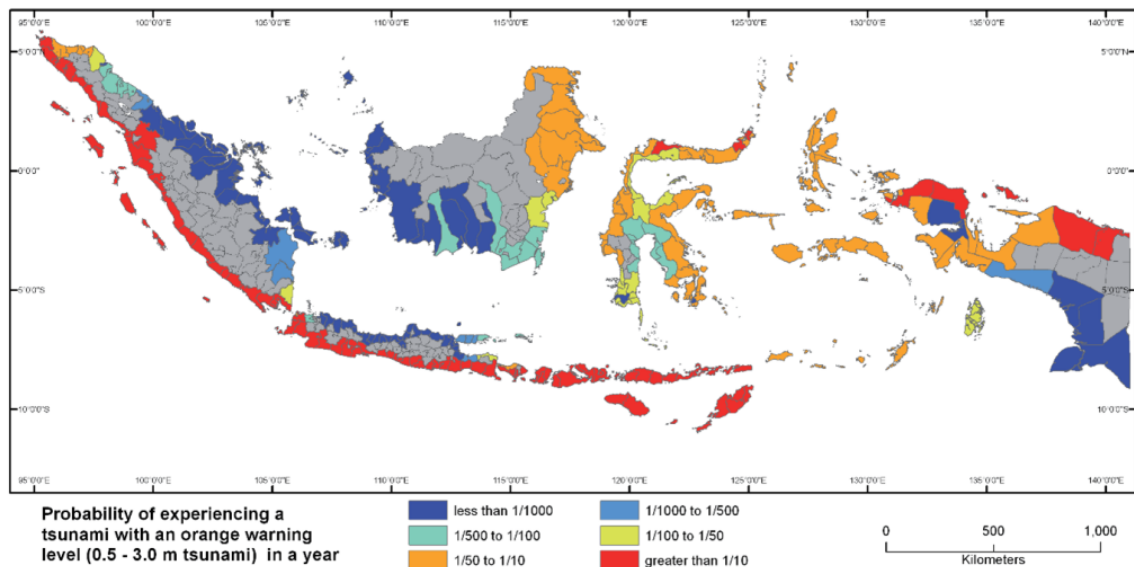 95°0'0"E 100°0'0"E 105°0'0"E 110°0'0"E 115°0'0"E 120°0'0"E 125°0'0"E 130°0'0"E 135°0'0"E 140°0'0"E
5°0'0"N 5°0'0"N
0°0'0" 0°0'0"
5°0'0"S 5°0'0"S
10°0'0"S 10°0'0"S
95°0'0"E 100°0'0"E 105°0'0"E 110°0'0"E 115°0'0"E 120°0'0"E 125°0'0"E 130°0'0"E 135°0'0"E 140°0'0"E
Probability of experiencing a
tsunami with an orange warning
level (0.5 - 3.0 m tsunami) in a year
less than 1/1000
1/1000 to 1/500
1/500 to 1/100
1/100 to 1/50
1/50 to 1/10
greater than 1/10
0 500 1,000
Kilometers